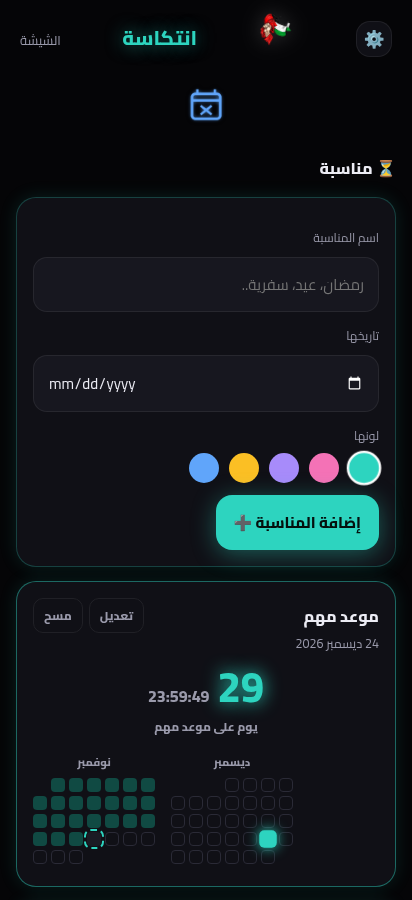 انتكاسة
الشيشة
⏳ مناسبة
اسم المناسبة
رمضان، عيد، سفرية..
تاريخها
mm/dd/yyyy
لونها
إضافة المناسبة ➕
موعد مهم
تعديل
مسح
24 ديسمبر 2026
29 23:59:49
يوم على موعد مهم
ديسمبر
نوفمبر